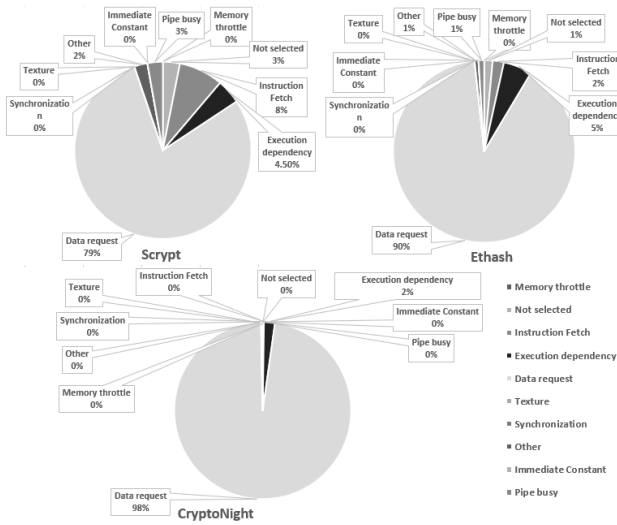 Immediate
Constant
0%
Pipe busy
3%
Memory
throttle
0%
Other
2%
Not selected
3%
Texture
0%
Instruction
Fetch
8%
Synchronizatio
n
0%
Execution
dependency
4.50%
Data request
79%
Scrypt
Texture
0%
Other
1%
Pipe busy
1%
Memory
throttle
0%
Not selected
1%
Immediate
Constant
0%
Instruction
Fetch
2%
Synchronizatio
n
0%
Execution
dependency
5%
Data request
90%
Ethash
Texture
0%
Instruction Fetch
0%
Not selected
0%
Execution dependency
2%
Synchronization
0%
Immediate Constant
0%
Other
0%
Pipe busy
0%
Memory throttle
0%
Data request
98%
CryptoNight
Memory throttle
Not selected
Instruction Fetch
Execution dependency
Data request
Texture
Synchronization
Other
Immediate Constant
Pipe busy